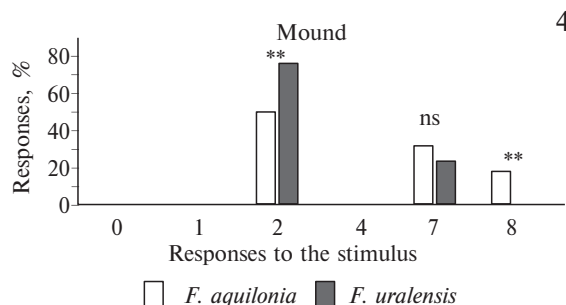 4
Mound
Responses, %
80
60
40
20
0
**
ns
**
0 1 2 4 7 8
Responses to the stimulus
F. aquilonia F. uralensis